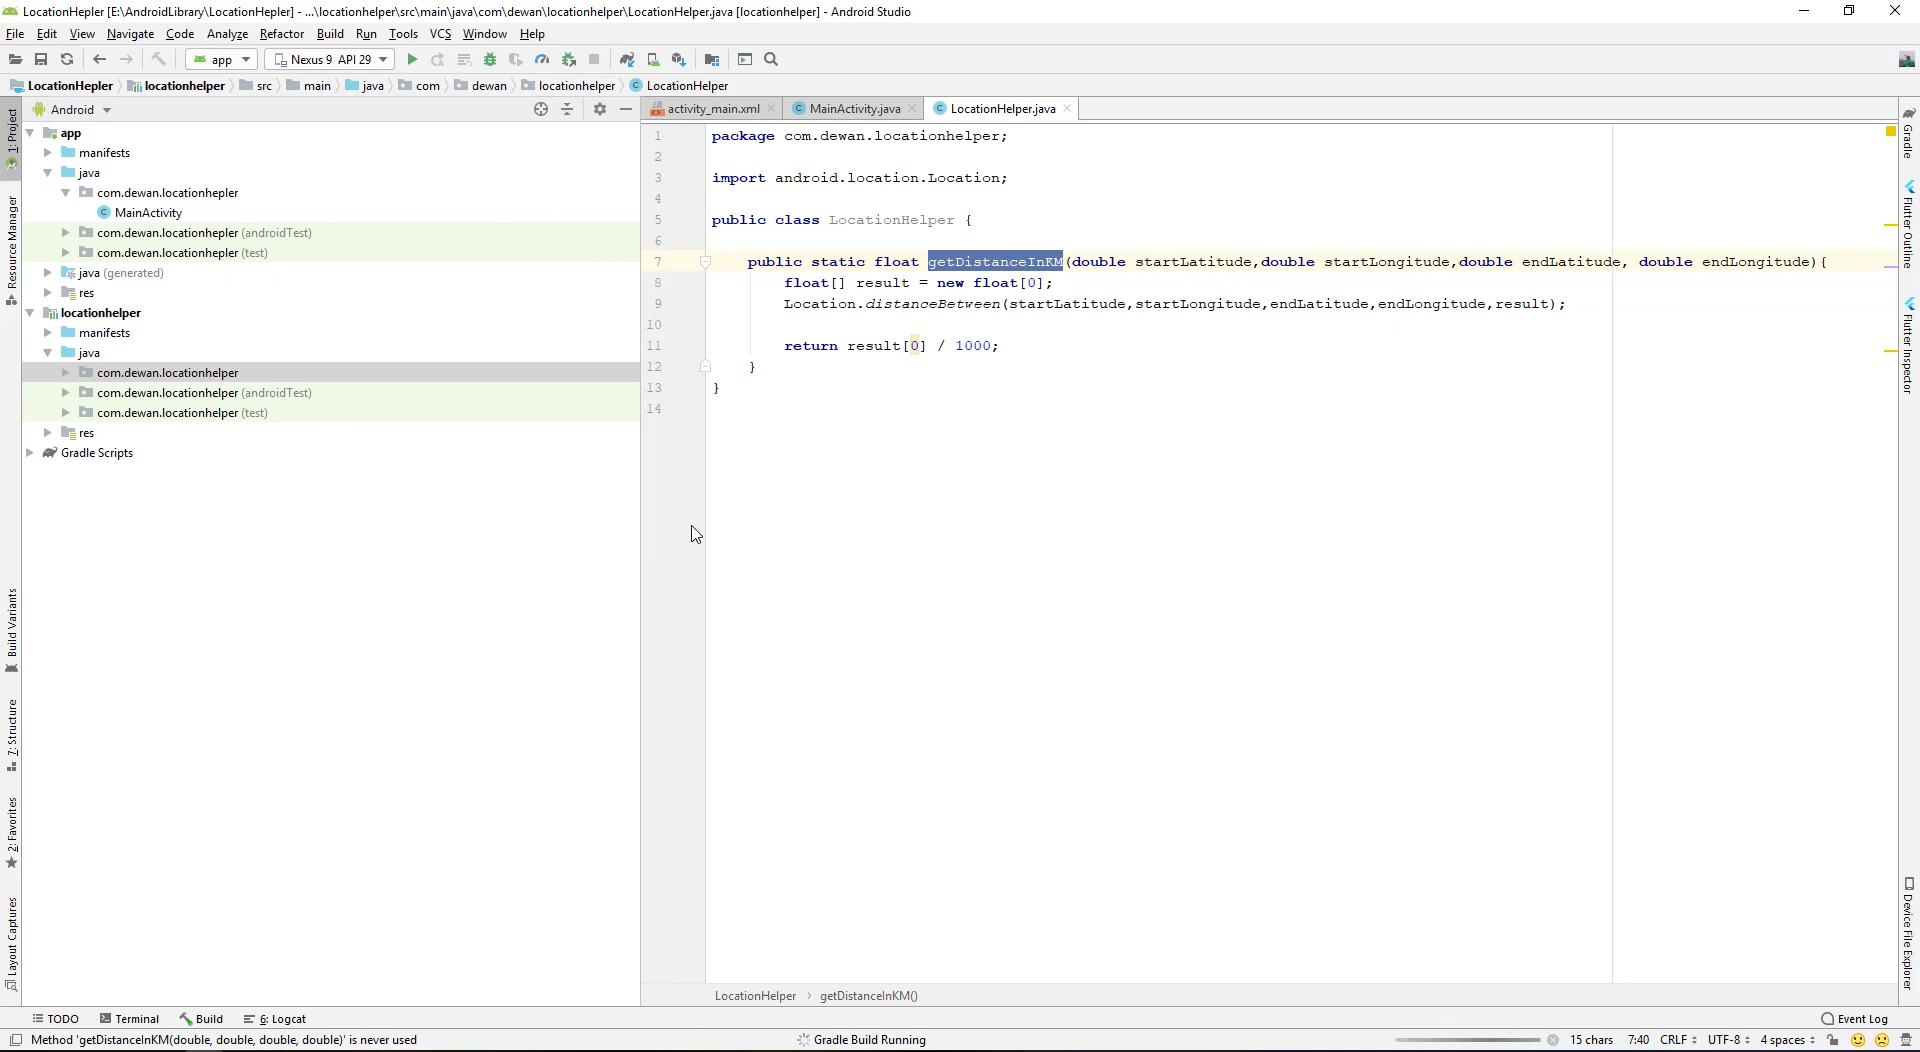 LocationHepler [E:\AndroidLibrary\LocationHepler] - ...\locationhelper\src\main\java\com\dewan\locationhelper\LocationHelper.java [locationhelper] - Android Studio
File Edit View Navigate Code Analyze Refactor Build Run Tools VCS Window Help
app Nexus 9 API 29
LocationHepler locationhelper src main java com dewan locationhelper LocationHelper
Android
activity_main.xml MainActivity.java LocationHelper.java
app
manifests
java
com.dewan.locationhepler
MainActivity
com.dewan.locationhepler (androidTest)
com.dewan.locationhepler (test)
java (generated)
res
locationhelper
manifests
java
com.dewan.locationhelper
com.dewan.locationhelper (androidTest)
com.dewan.locationhelper (test)
res
Gradle Scripts
1 package com.dewan.locationhelper;
2
3 import android.location.Location;
4
5 public class LocationHelper {
6
7 public static float getDistanceInKM(double startLatitude,double startLongitude,double endLatitude, double endLongitude){
8 float[] result = new float[0];
9 Location.distanceBetween(startLatitude,startLongitude,endLatitude,endLongitude,result);
10
11 return result[0] / 1000;
12 }
13 }
14
1: Project
Resource Manager
Build Variants
7: Structure
2: Favorites
Layout Captures
Gradle
Flutter Outline
Flutter Inspector
Device File Explorer
LocationHelper getDistanceInKM()
TODO Terminal Build 6: Logcat Event Log
Method 'getDistanceInKM(double, double, double, double)' is never used Gradle Build Running 15 chars 7:40 CRLF UTF-8 4 spaces